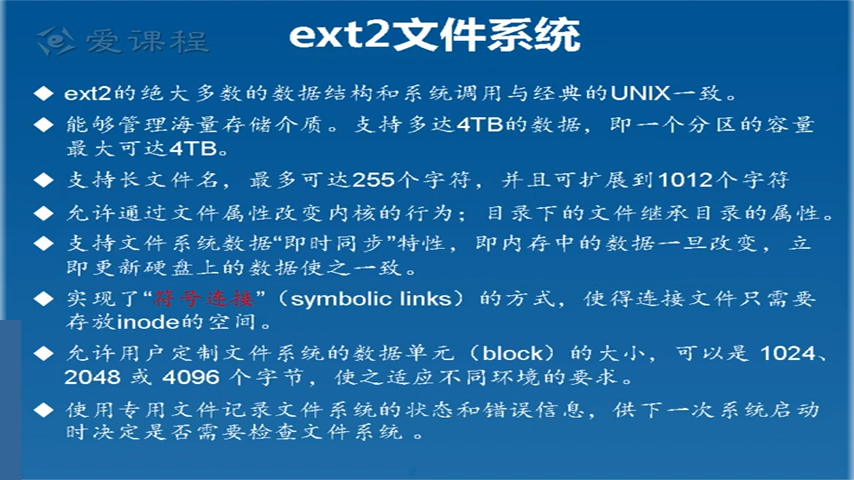 爱课程
ext2文件系统
◆ ext2的绝大多数的数据结构和系统调用与经典的UNIX一致。
◆ 能够管理海量存储介质。支持多达4TB的数据，即一个分区的容量
最大可达4TB。
◆ 支持长文件名，最多可达255个字符，并且可扩展到1012个字符
◆ 允许通过文件属性改变内核的行为；目录下的文件继承目录的属性。
◆ 支持文件系统数据“即时同步”特性，即内存中的数据一旦改变，立
即更新硬盘上的数据使之一致。
◆ 实现了“符号连接”（symbolic links）的方式，使得连接文件只需要
存放inode的空间。
◆ 允许用户定制文件系统的数据单元（block）的大小，可以是 1024、
2048 或 4096 个字节，使之适应不同环境的要求。
◆ 使用专用文件记录文件系统的状态和错误信息，供下一次系统启动
时决定是否需要检查文件系统 。